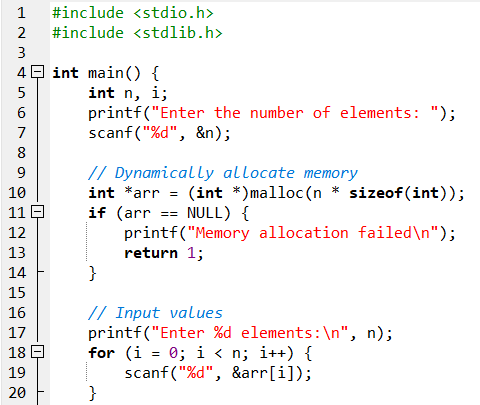 1 #include <stdio.h>
2 #include <stdlib.h>
3
4 int main() {
5 int n, i;
6 printf("Enter the number of elements: ");
7 scanf("%d", &n);
8
9 // Dynamically allocate memory
10 int *arr = (int *)malloc(n * sizeof(int));
11 if (arr == NULL) {
12 printf("Memory allocation failed\n");
13 return 1;
14 }
15
16 // Input values
17 printf("Enter %d elements:\n", n);
18 for (i = 0; i < n; i++) {
19 scanf("%d", &arr[i]);
20 }